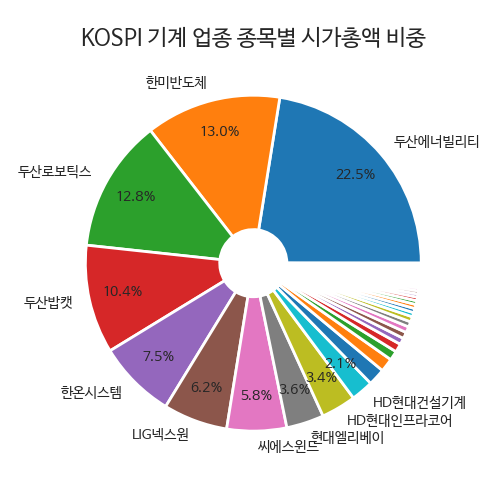 KOSPI 기계 업종 종목별 시가총액 비중
한미반도체
13.0%
두산에너빌리티
22.5%
두산로보틱스
12.8%
두산밥캣
10.4%
한온시스템
7.5%
LIG넥스원
6.2%
씨에스윈드
5.8%
현대엘리베이
3.6%
HD현대인프라코어
3.4%
HD현대건설기계
2.1%